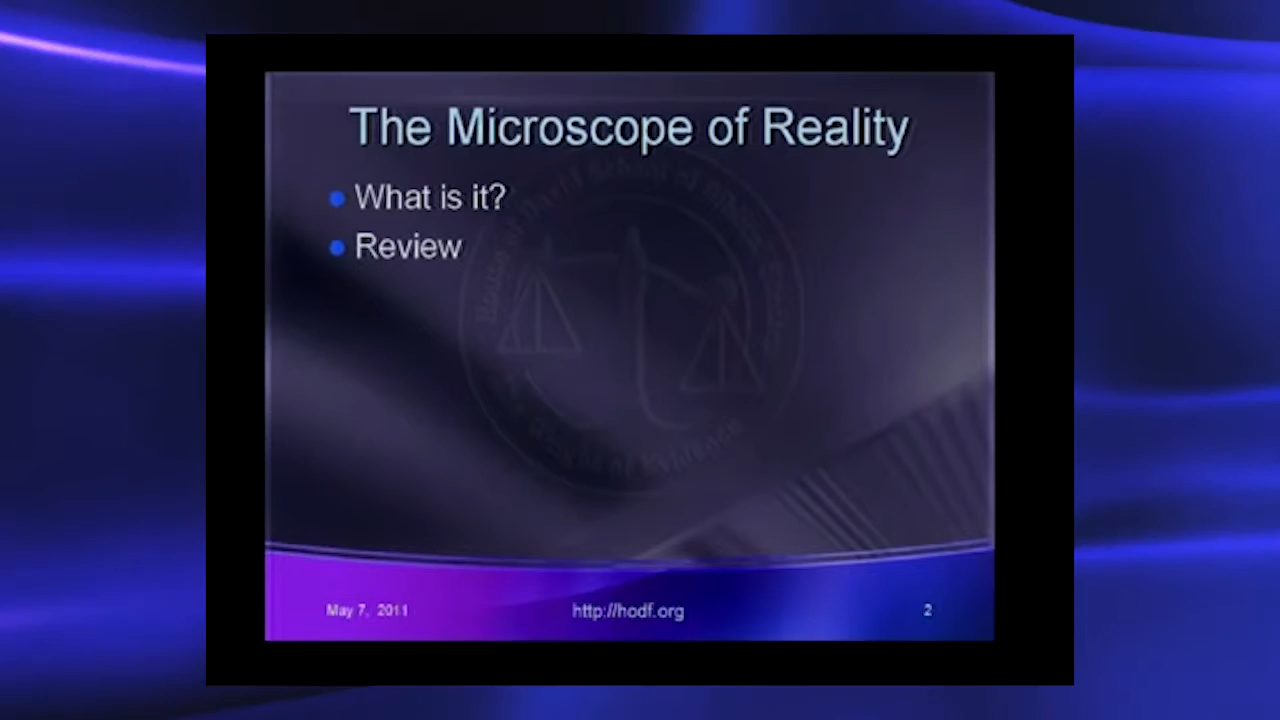 The Microscope of Reality
What is it?
Review
May 7, 2011
http://hodf.org
2